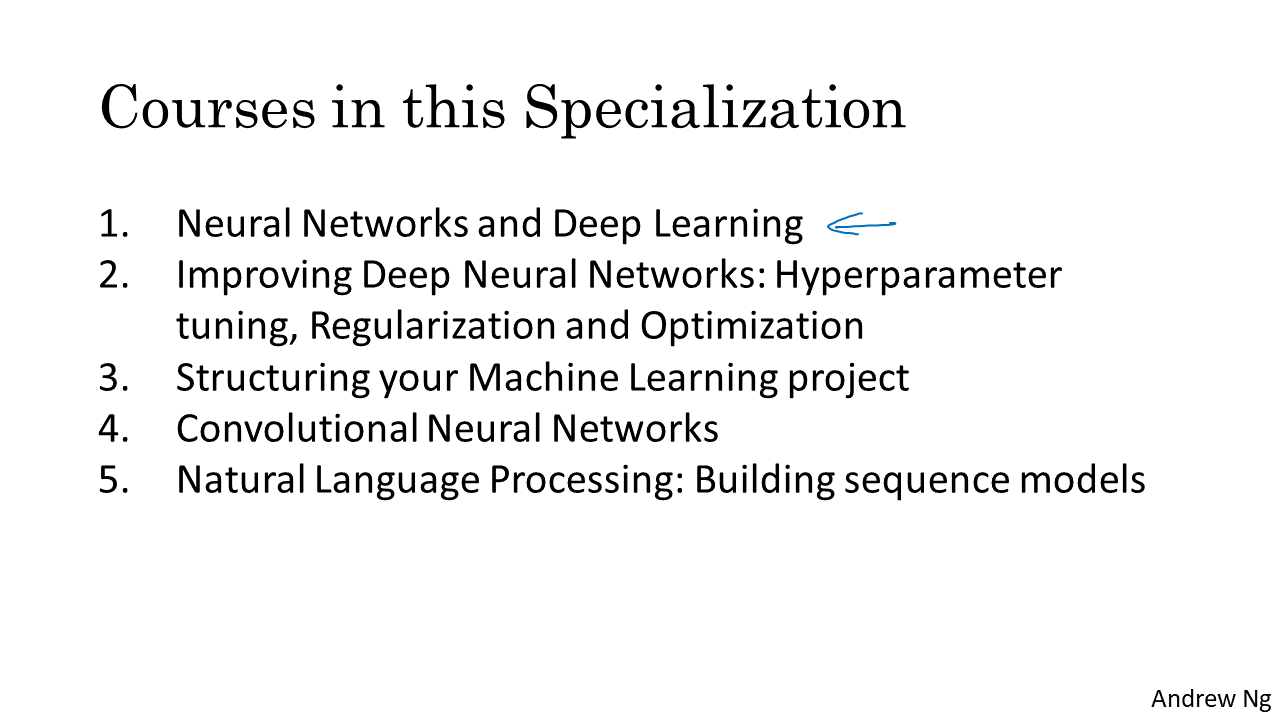 Courses in this Specialization
1. Neural Networks and Deep Learning
2. Improving Deep Neural Networks: Hyperparameter
tuning, Regularization and Optimization
3. Structuring your Machine Learning project
4. Convolutional Neural Networks
5. Natural Language Processing: Building sequence models
Andrew Ng